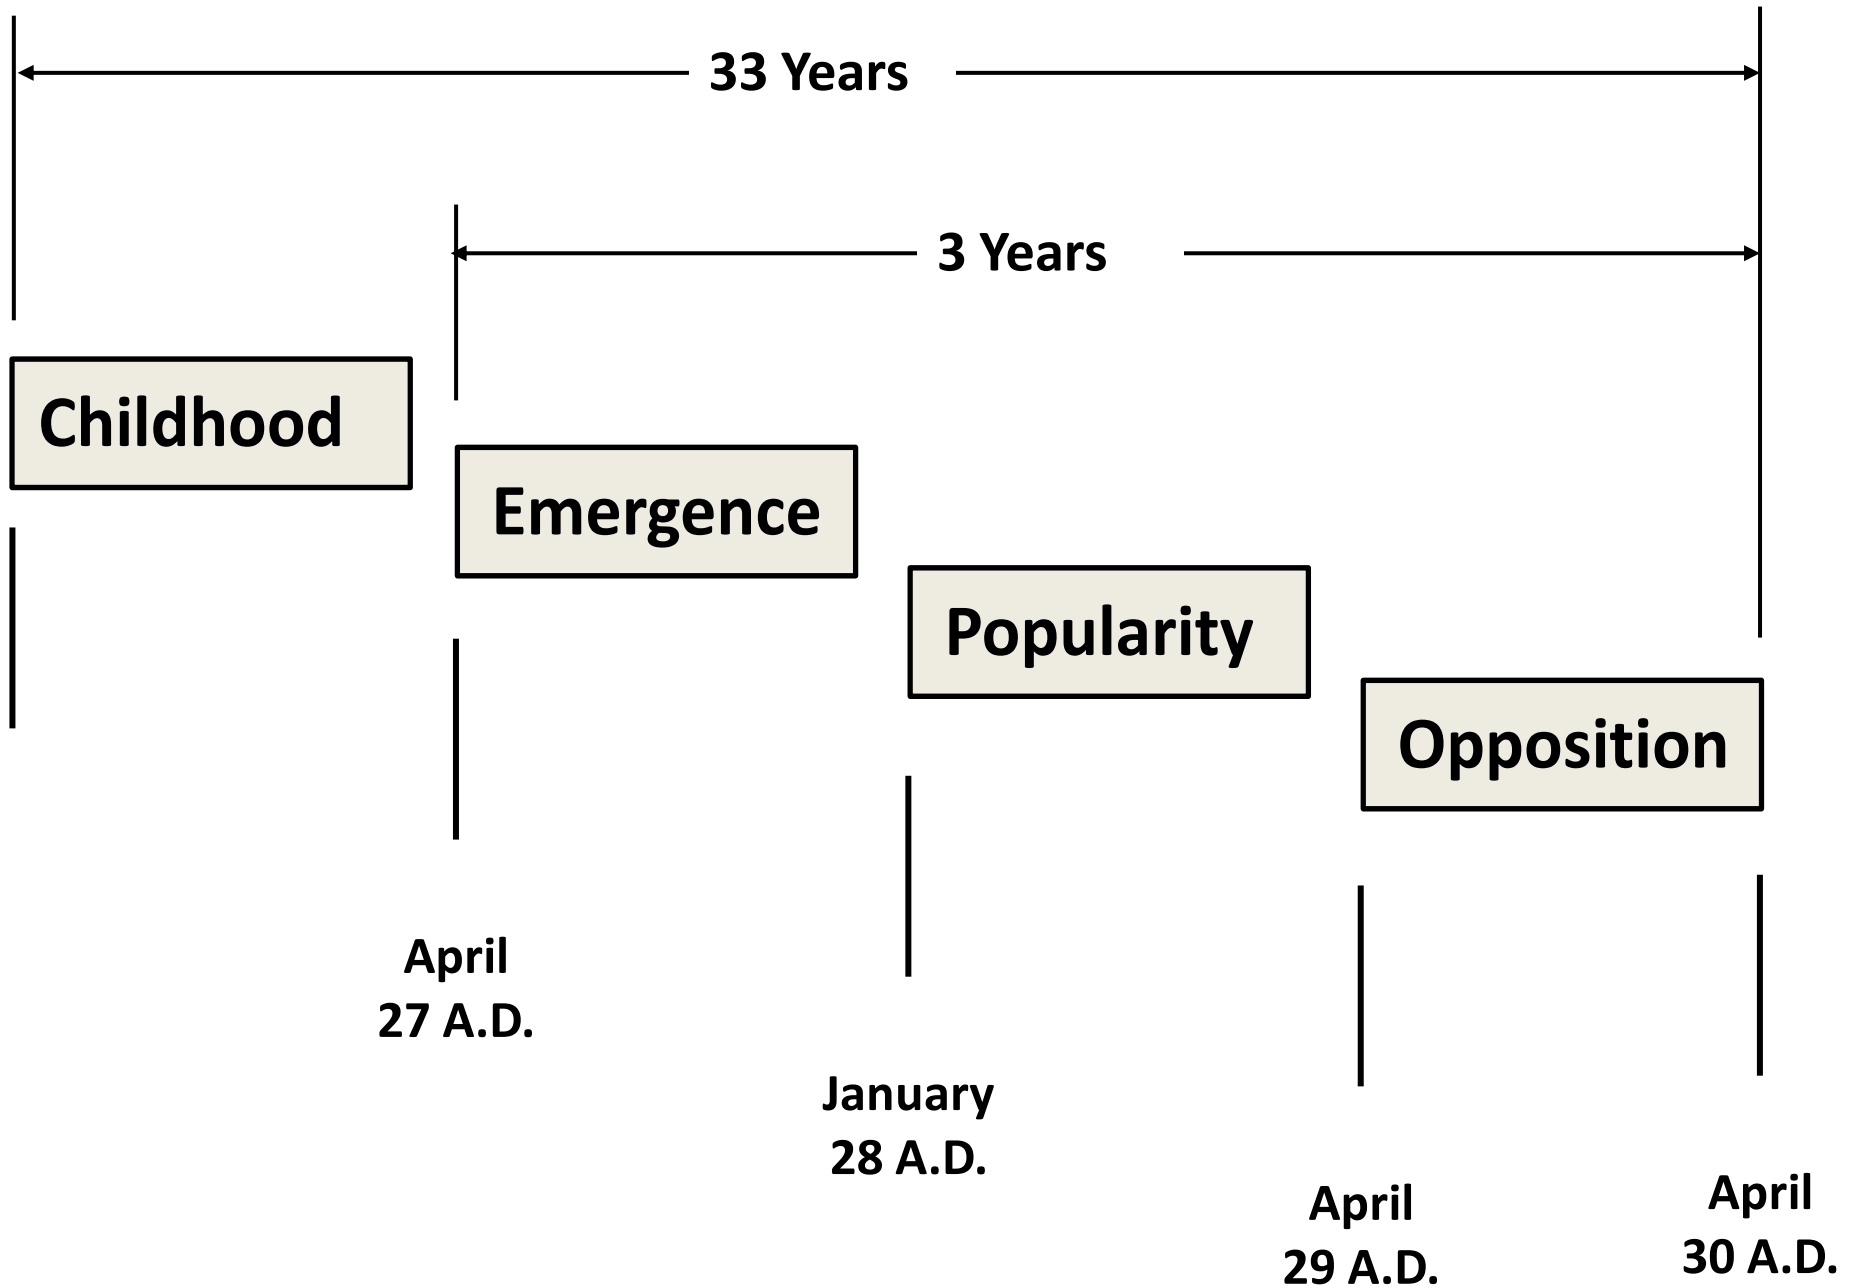 33 Years
3 Years
Childhood
Emergence
Popularity
Opposition
April
27 A.D.
January
28 A.D.
April
29 A.D.
April
30 A.D.